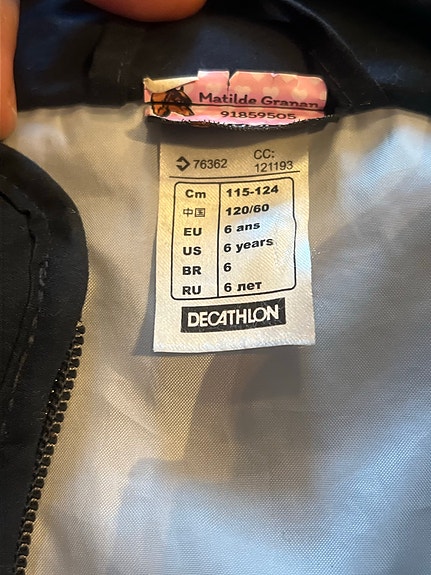 Matilde Granan
91859505
76362 CC:
121193
Cm 115-124
中国 120/60
EU 6 ans
US 6 years
BR 6
RU 6 лет
DECATHLON